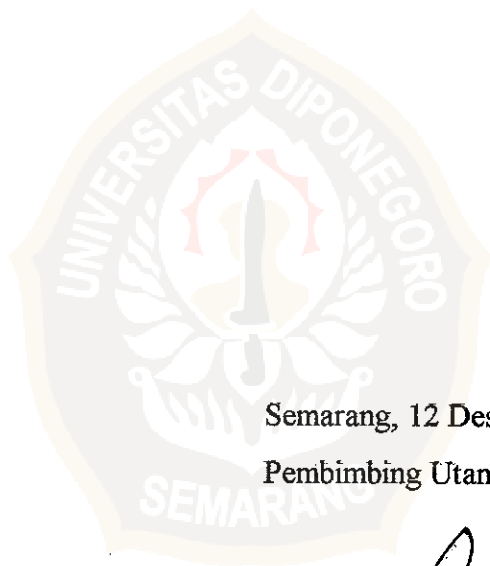 UNIVERSITAS DIPONEGORO
Semarang, 12 Des
Pembimbing Utan
SEMARANG